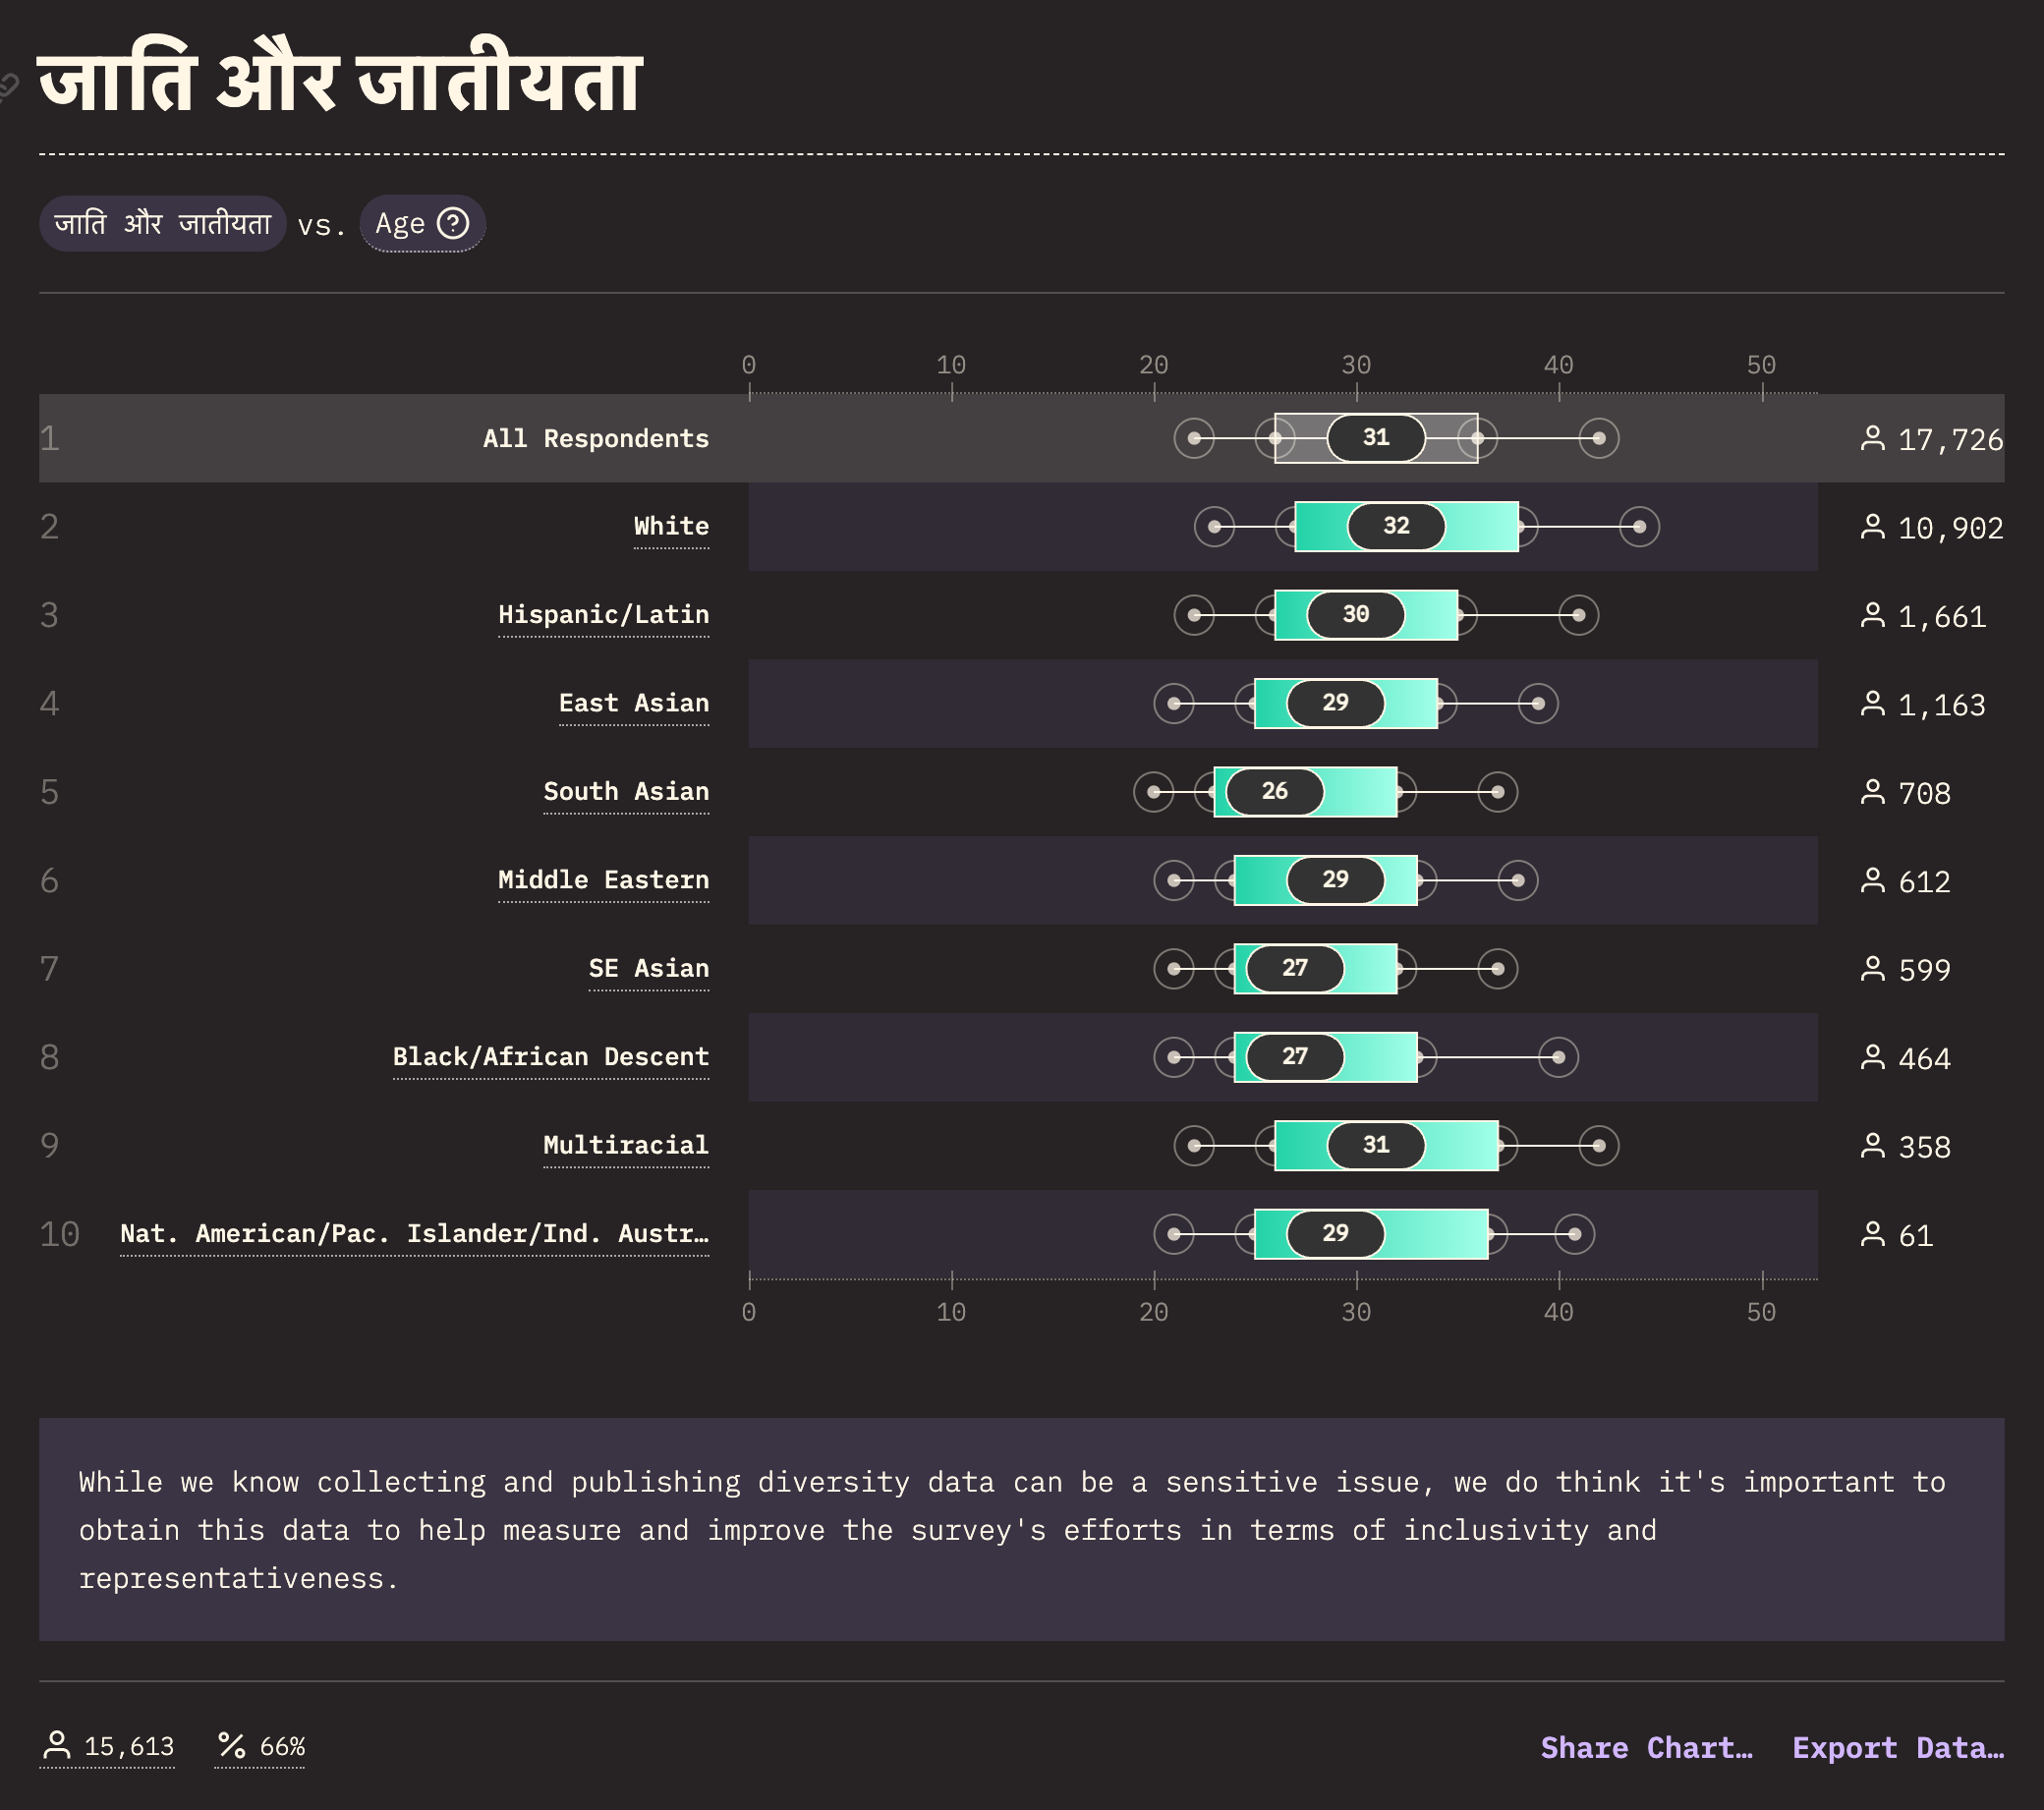 जाति और जातीयता
जाति और जातीयता vs. Age ?
0 10 20 30 40 50
1 All Respondents 31 17,726
2 White 32 10,902
3 Hispanic/Latin 30 1,661
4 East Asian 29 1,163
5 South Asian 26 708
6 Middle Eastern 29 612
7 SE Asian 27 599
8 Black/African Descent 27 464
9 Multiracial 31 358
10 Nat. American/Pac. Islander/Ind. Austr… 29 61
0 10 20 30 40 50
While we know collecting and publishing diversity data can be a sensitive issue, we do think it's important to
obtain this data to help measure and improve the survey's efforts in terms of inclusivity and
representativeness.
15,613 % 66% Share Chart… Export Data…